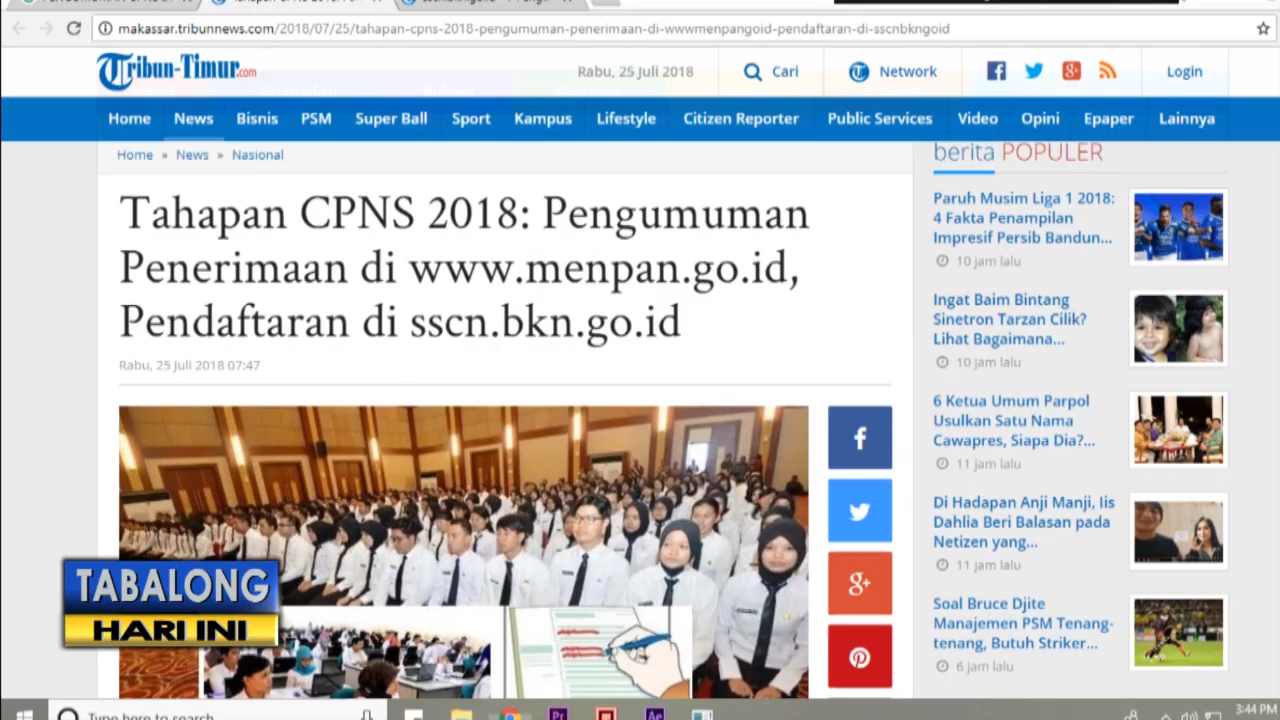 makassar.tribunnews.com/2018/07/25/tahapan-cpns-2018-pengumuman-penerimaan-di-wwwmenpangoid-pendaftaran-di-sscnbkngoid
Tribun-Timur.com
Rabu, 25 Juli 2018
Cari
Network
Login
Home News Bisnis PSM Super Ball Sport Kampus Lifestyle Citizen Reporter Public Services Video Opini Epaper Lainnya
Home » News » Nasional
Tahapan CPNS 2018: Pengumuman
Penerimaan di www.menpan.go.id,
Pendaftaran di sscn.bkn.go.id
Rabu, 25 Juli 2018 07:47
berita POPULER
Paruh Musim Liga 1 2018:
4 Fakta Penampilan
Impresif Persib Bandun...
10 jam lalu
Ingat Baim Bintang
Sinetron Tarzan Cilik?
Lihat Bagaimana...
10 jam lalu
6 Ketua Umum Parpol
Usulkan Satu Nama
Cawapres, Siapa Dia?...
11 jam lalu
Di Hadapan Anji Manji, Iis
Dahlia Beri Balasan pada
Netizen yang...
11 jam lalu
Soal Bruce Djite
Manajemen PSM Tenang-
tenang, Butuh Striker...
6 jam lalu
TABALONG
HARI INI
Type here to search
Pr
Ae
3:44 PM